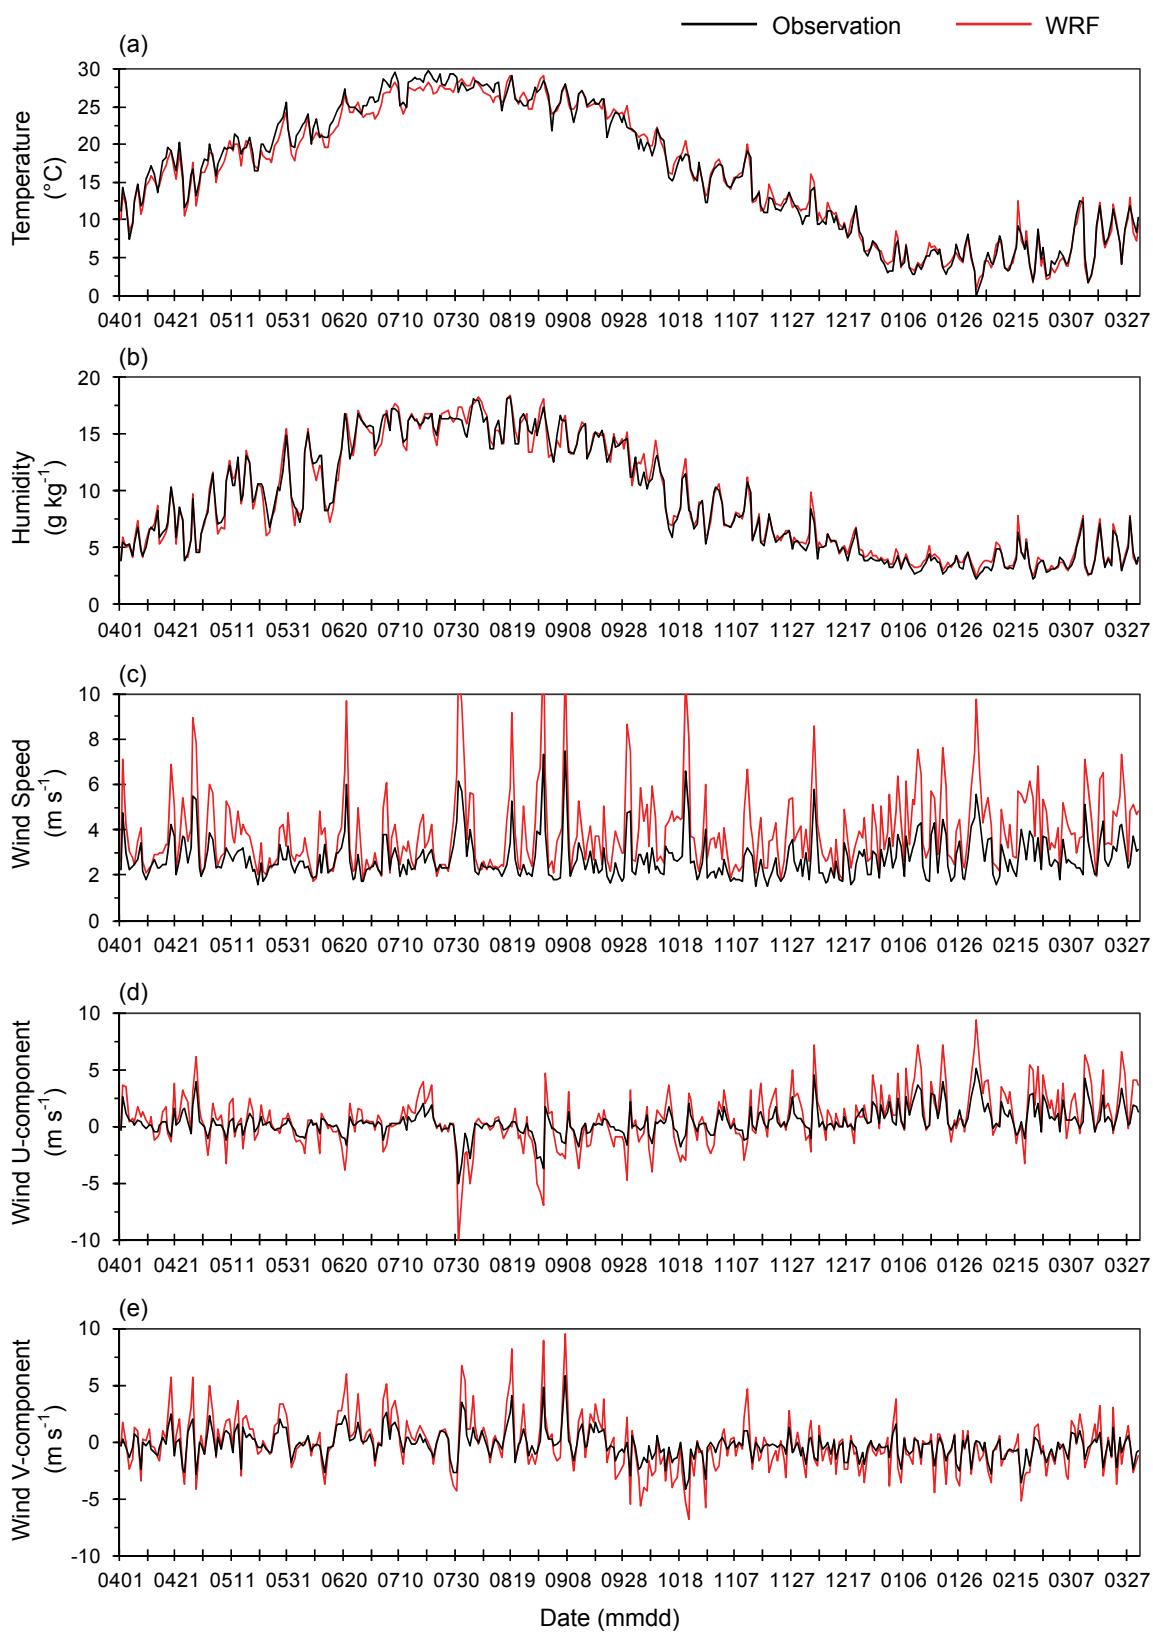 Observation WRF
(a)
Temperature
(°C)
30
25
20
15
10
5
0
0401 0421 0511 0531 0620 0710 0730 0819 0908 0928 1018 1107 1127 1217 0106 0126 0215 0307 0327
(b)
Humidity
(g kg⁻¹)
20
15
10
5
0
0401 0421 0511 0531 0620 0710 0730 0819 0908 0928 1018 1107 1127 1217 0106 0126 0215 0307 0327
(c)
Wind Speed
(m s⁻¹)
10
8
6
4
2
0
0401 0421 0511 0531 0620 0710 0730 0819 0908 0928 1018 1107 1127 1217 0106 0126 0215 0307 0327
(d)
Wind U-component
(m s⁻¹)
10
5
0
-5
-10
0401 0421 0511 0531 0620 0710 0730 0819 0908 0928 1018 1107 1127 1217 0106 0126 0215 0307 0327
(e)
Wind V-component
(m s⁻¹)
10
5
0
-5
-10
0401 0421 0511 0531 0620 0710 0730 0819 0908 0928 1018 1107 1127 1217 0106 0126 0215 0307 0327
Date (mmdd)